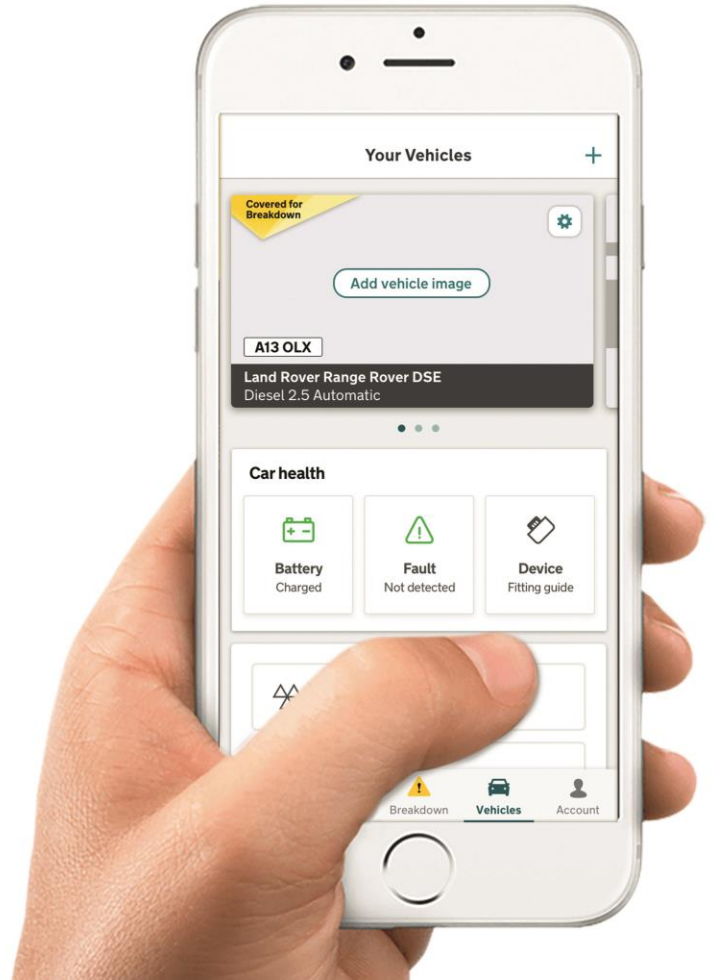 Your Vehicles
+
Covered for
Breakdown
Add vehicle image
A13 OLX
Land Rover Range Rover DSE
Diesel 2.5 Automatic
Car health
Battery
Charged
Fault
Not detected
Device
Fitting guide
Breakdown
Vehicles
Account